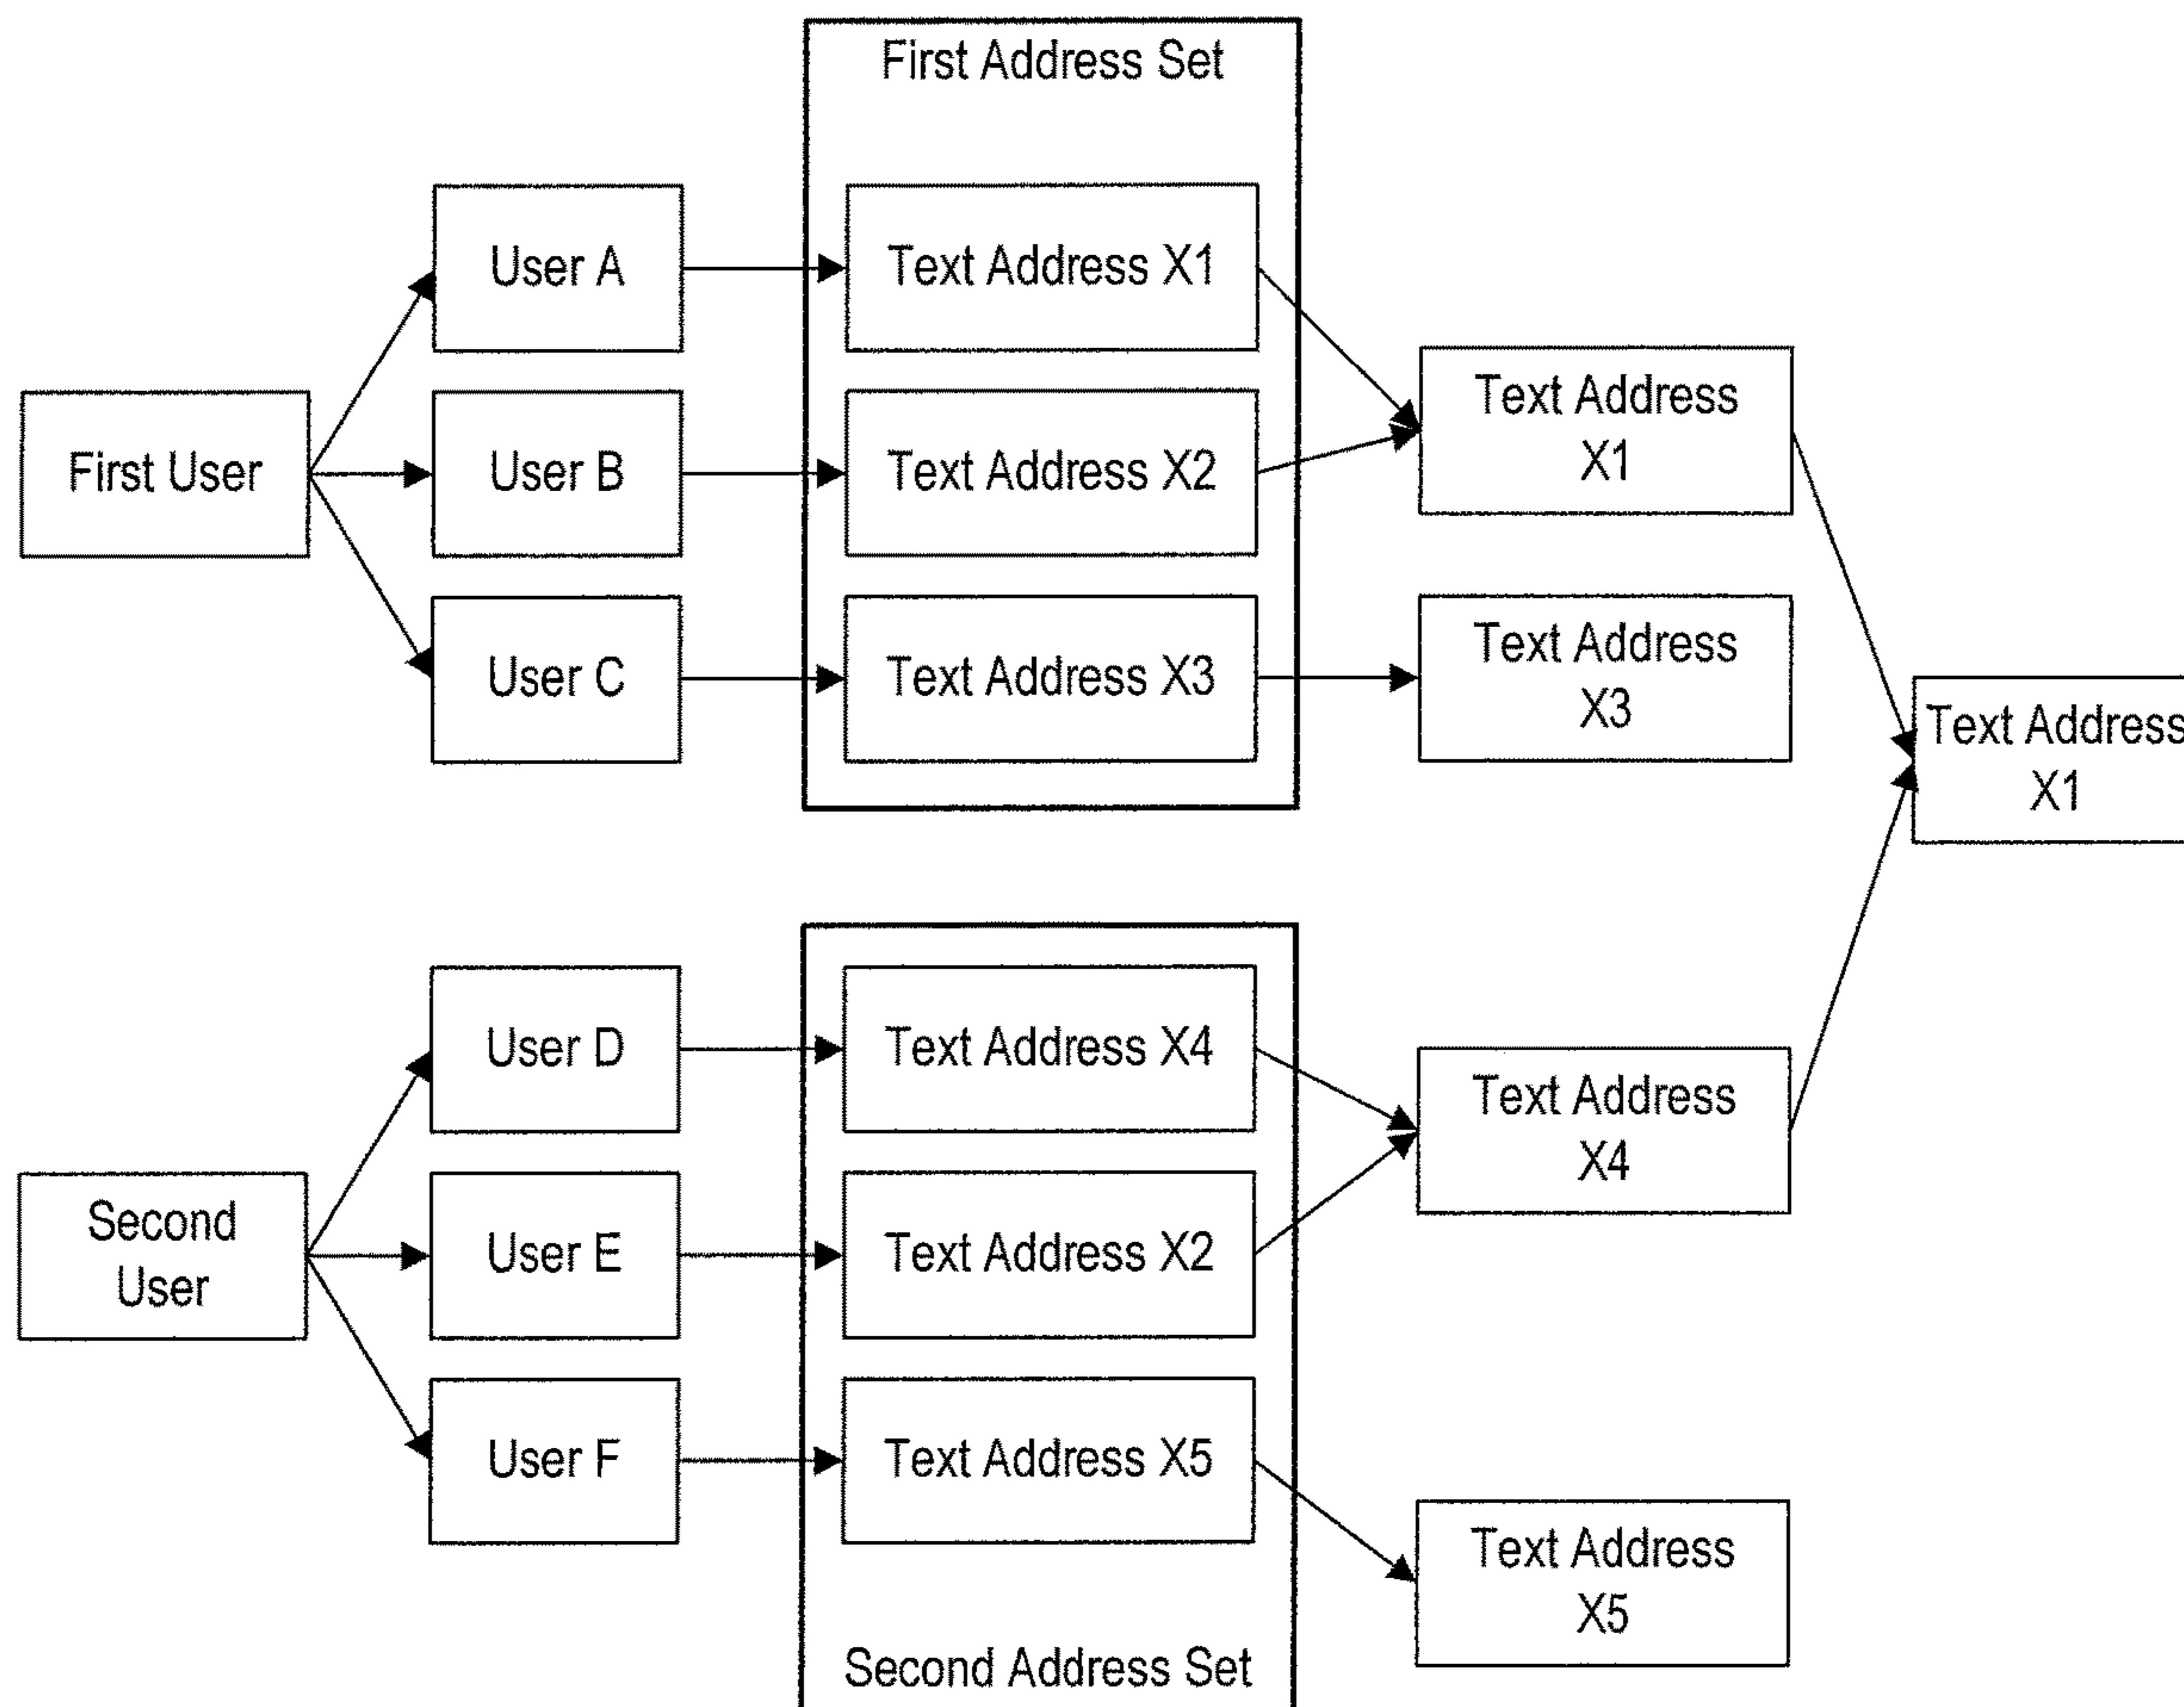 First Address Set
User A
Text Address X1
First User
User B
Text Address X2
User C
Text Address X3
Text Address
X1
Text Address
X3
Text Address
X1
Second
User
User D
Text Address X4
User E
Text Address X2
User F
Text Address X5
Text Address
X4
Text Address
X5
Second Address Set